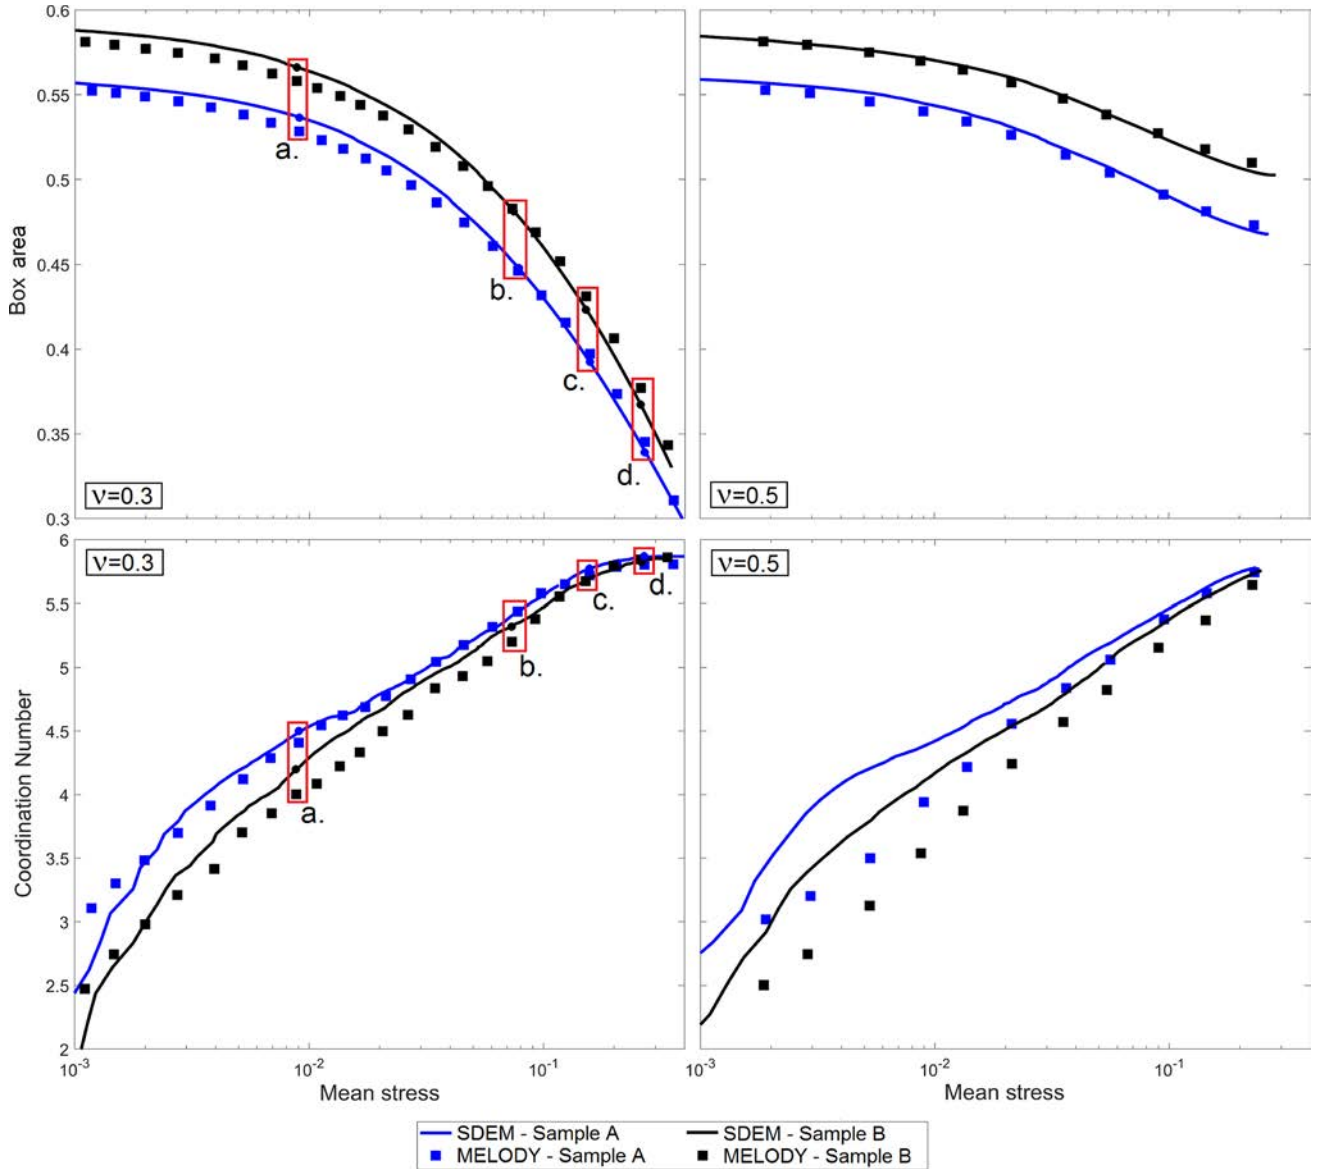 0.6
0.55
0.5
0.45
0.4
0.35
0.3
Box area
a.
b.
c.
d.
ν=0.3
ν=0.5
6
5.5
5
4.5
4
3.5
3
2.5
2
Coordination Number
ν=0.3
a.
b.
c.
d.
ν=0.5
10⁻³ 10⁻² 10⁻¹
Mean stress
10⁻³ 10⁻² 10⁻¹
Mean stress
SDEM - Sample A SDEM - Sample B
MELODY - Sample A MELODY - Sample B